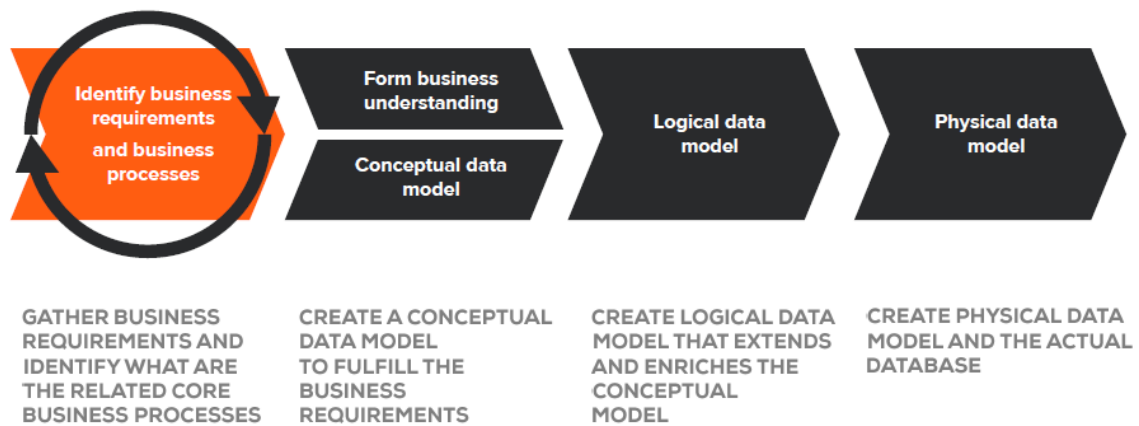 Identify business
requirements
and business
processes
Form business
understanding
Conceptual data
model
Logical data
model
Physical data
model
GATHER BUSINESS
REQUIREMENTS AND
IDENTIFY WHAT ARE
THE RELATED CORE
BUSINESS PROCESSES
CREATE A CONCEPTUAL
DATA MODEL
TO FULFILL THE
BUSINESS
REQUIREMENTS
CREATE LOGICAL DATA
MODEL THAT EXTENDS
AND ENRICHES THE
CONCEPTUAL
MODEL
CREATE PHYSICAL DATA
MODEL AND THE ACTUAL
DATABASE